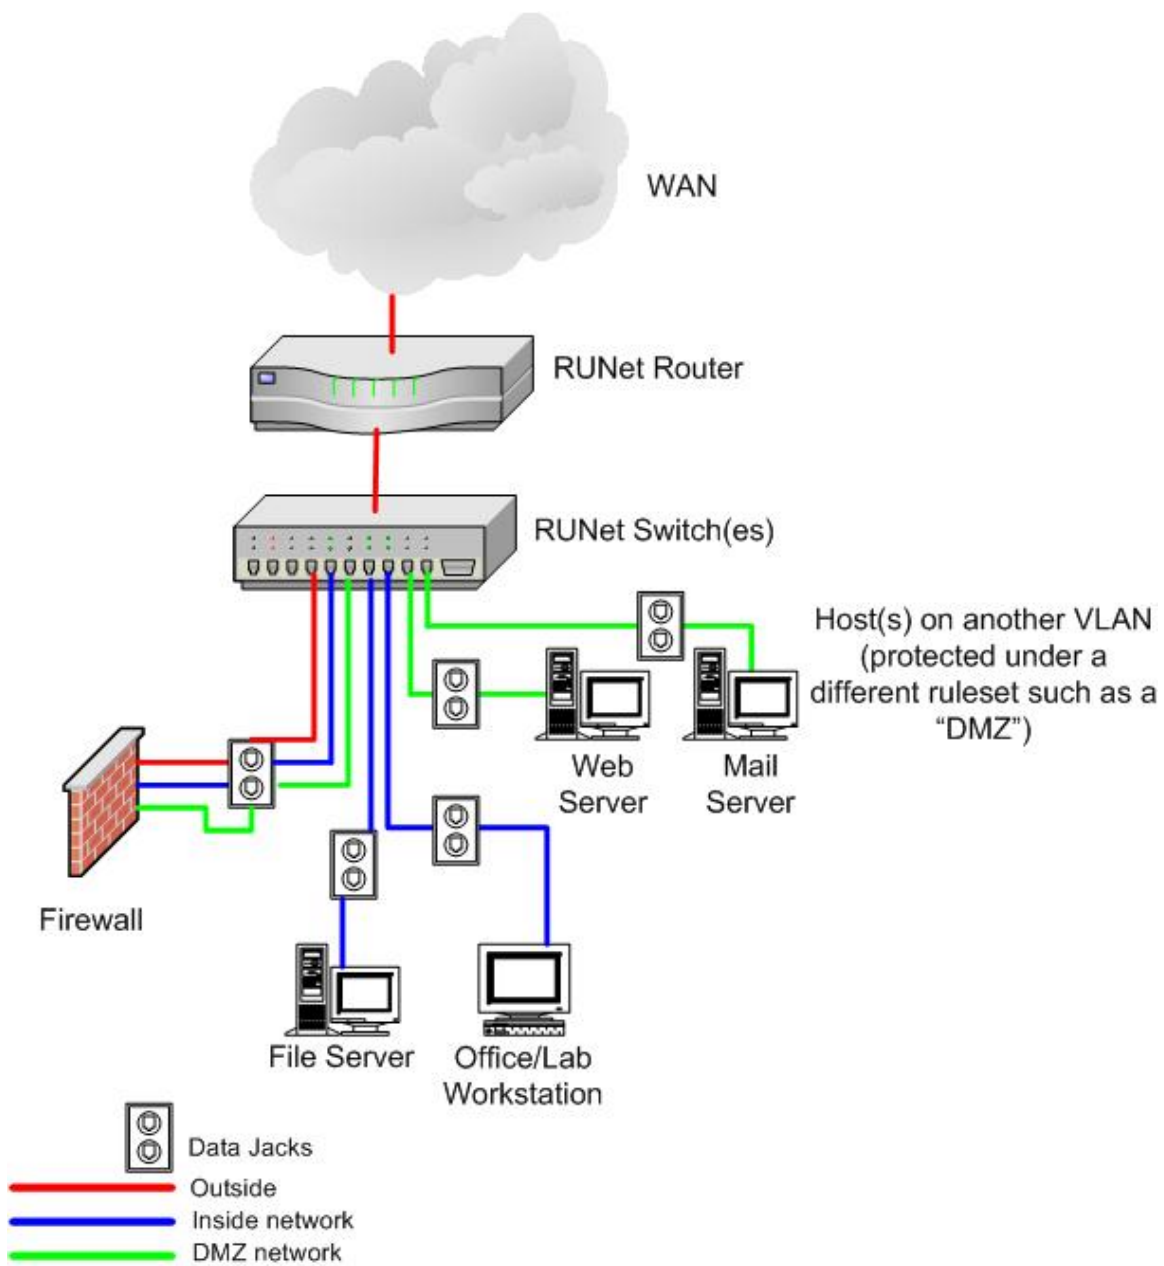 WAN
RUNet Router
RUNet Switch(es)
Host(s) on another VLAN
(protected under a
different ruleset such as a
“DMZ”)
Web
Server
Mail
Server
Firewall
File Server
Office/Lab
Workstation
Data Jacks
Outside
Inside network
DMZ network